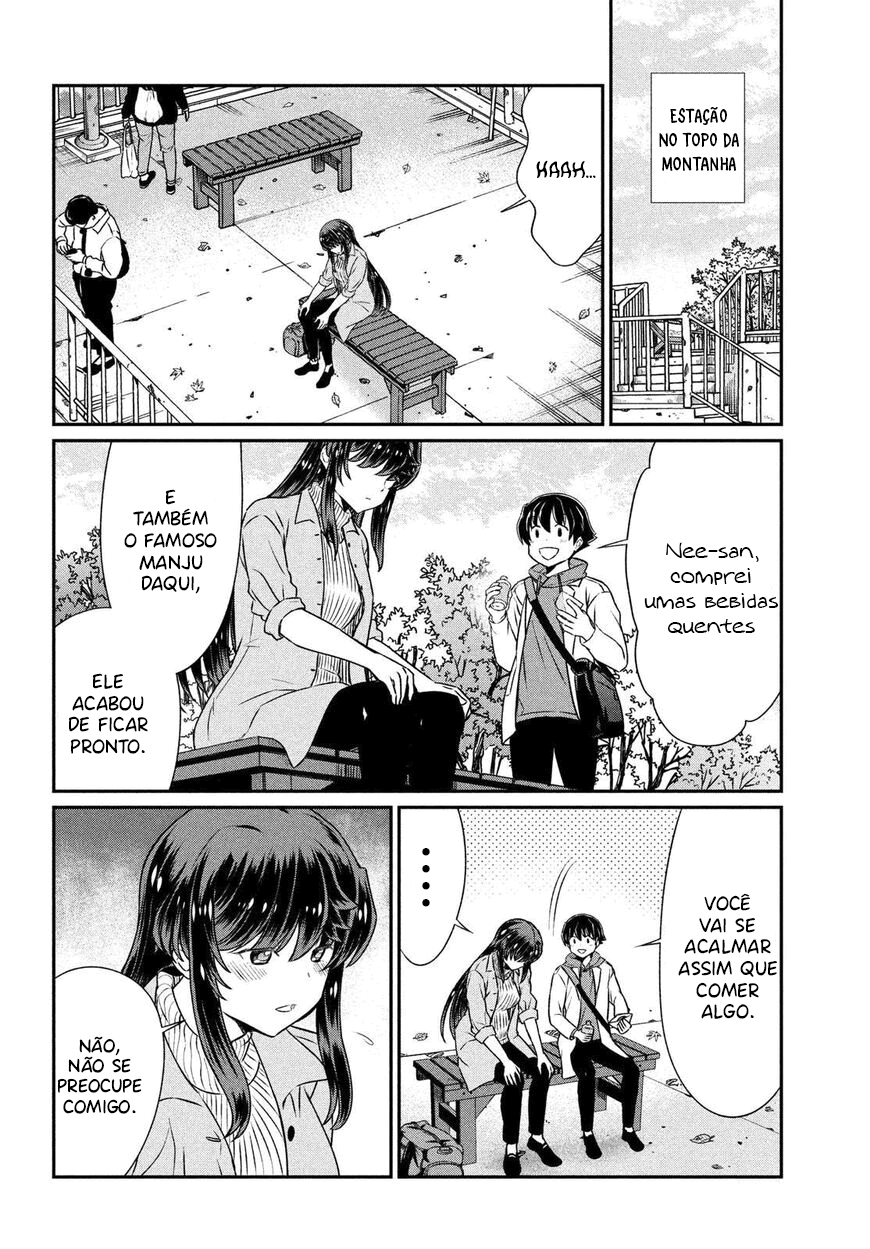 ESTAÇÃO
NO TOPO DA
MONTANHA
HAAH...
Nee-san,
comprei
umas bebidas
quentes
E
TAMBÉM
O FAMOSO
MANJU
DAQUI,
ELE
ACABOU
DE FICAR
PRONTO.
VOCÊ
VAI SE
ACALMAR
ASSIM QUE
COMER
ALGO.
....
NÃO,
NÃO SE
PREOCUPE
COMIGO.